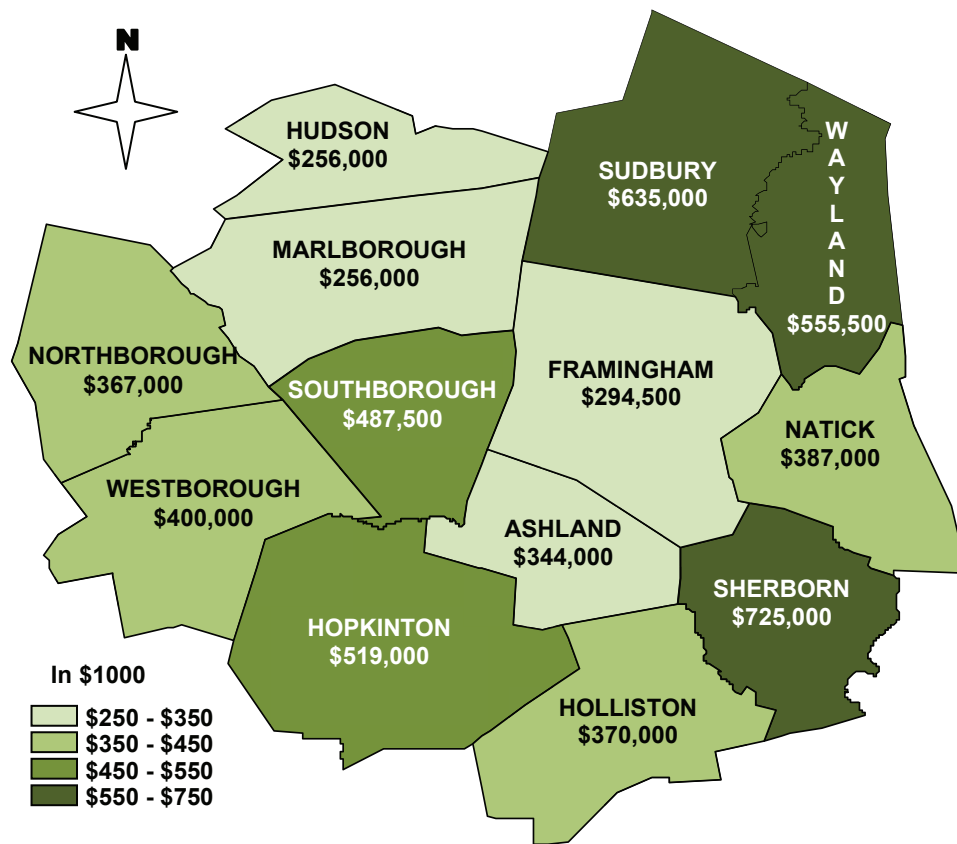 N
HUDSON
$256,000
SUDBURY
$635,000
WAYLAND
$555,500
MARLBOROUGH
$256,000
NORTHBOROUGH
$367,000
SOUTHBOROUGH
$487,500
FRAMINGHAM
$294,500
NATICK
$387,000
WESTBOROUGH
$400,000
ASHLAND
$344,000
SHERBORN
$725,000
HOPKINTON
$519,000
HOLLISTON
$370,000
In $1000
$250 - $350
$350 - $450
$450 - $550
$550 - $750